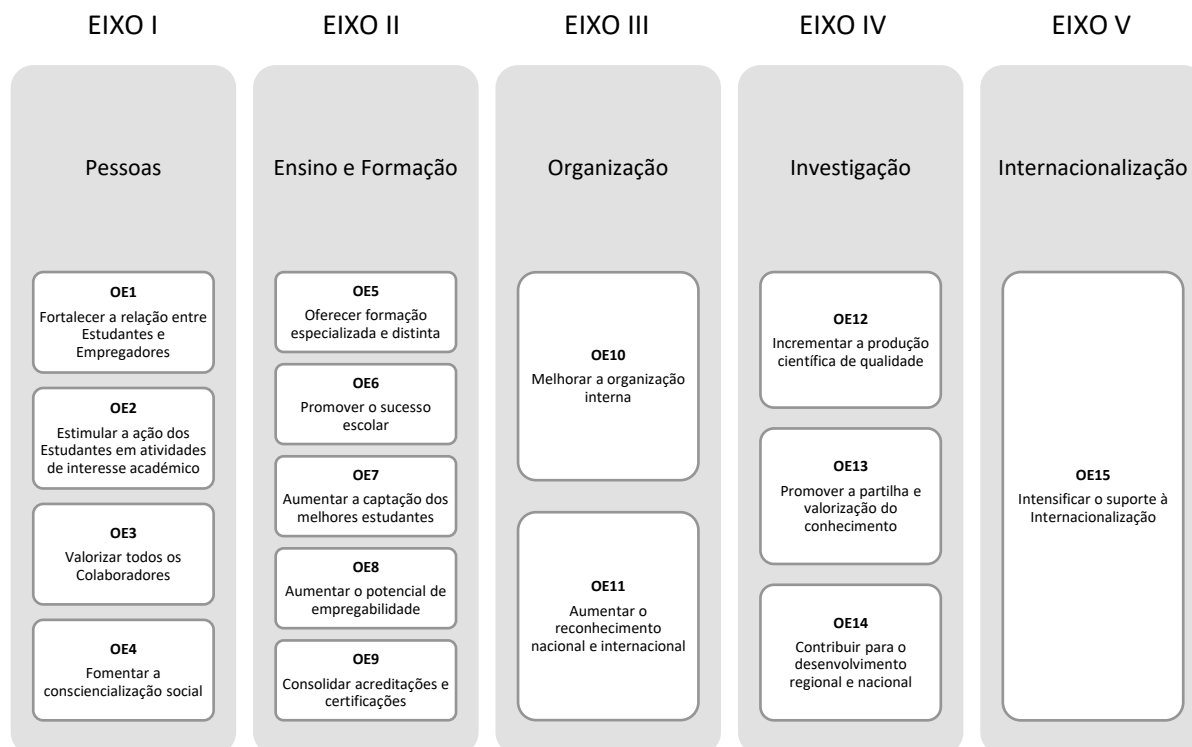 EIXO I
EIXO II
EIXO III
EIXO IV
EIXO V
Pessoas
Ensino e Formação
Organização
Investigação
Internacionalização
OE1
Fortalecer a relação entre
Estudantes e
Empregadores
OE2
Estimular a ação dos
Estudantes em atividades
de interesse académico
OE3
Valorizar todos os
Colaboradores
OE4
Fomentar a
consciencialização social
OE5
Oferecer formação
especializada e distinta
OE6
Promover o sucesso
escolar
OE7
Aumentar a captação dos
melhores estudantes
OE8
Aumentar o potencial de
empregabilidade
OE9
Consolidar acreditações e
certificações
OE10
Melhorar a organização
interna
OE11
Aumentar o
reconhecimento
nacional e internacional
OE12
Incrementar a produção
científica de qualidade
OE13
Promover a partilha e
valorização do
conhecimento
OE14
Contribuir para o
desenvolvimento
regional e nacional
OE15
Intensificar o suporte à
Internacionalização